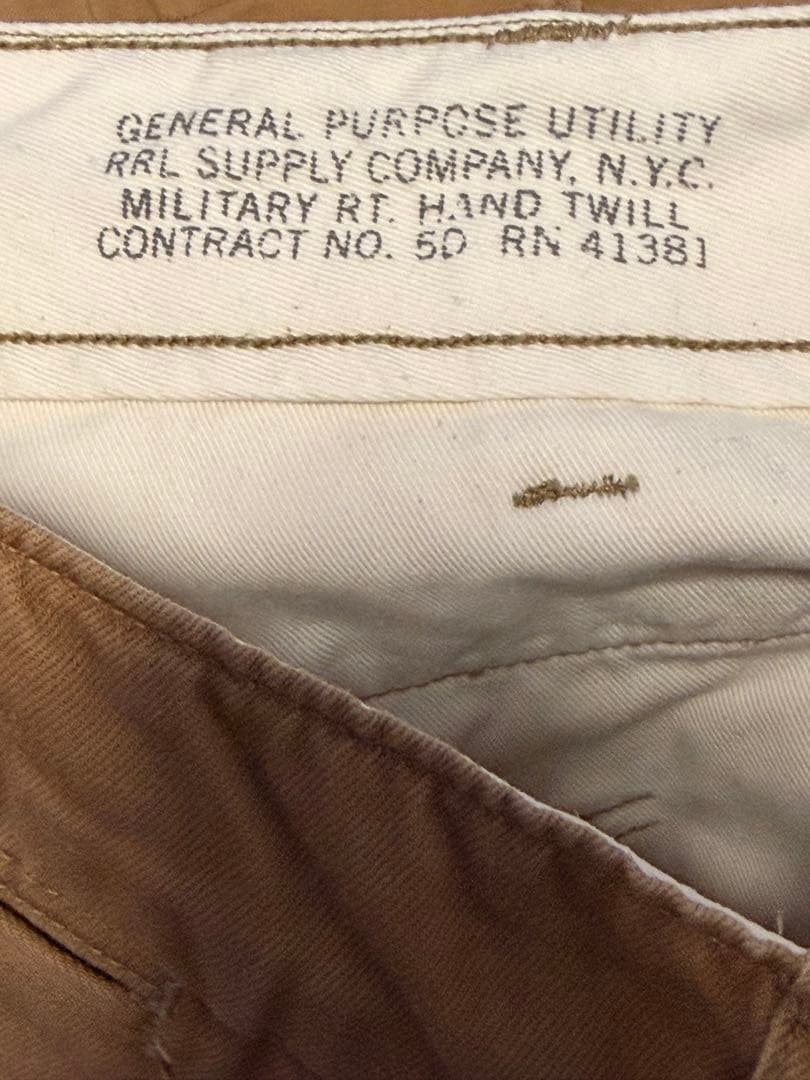 GENERAL PURPOSE UTILITY
RRL SUPPLY COMPANY, N.Y.C.
MILITARY RT. HAND TWILL
CONTRACT NO. 5D RN 41381